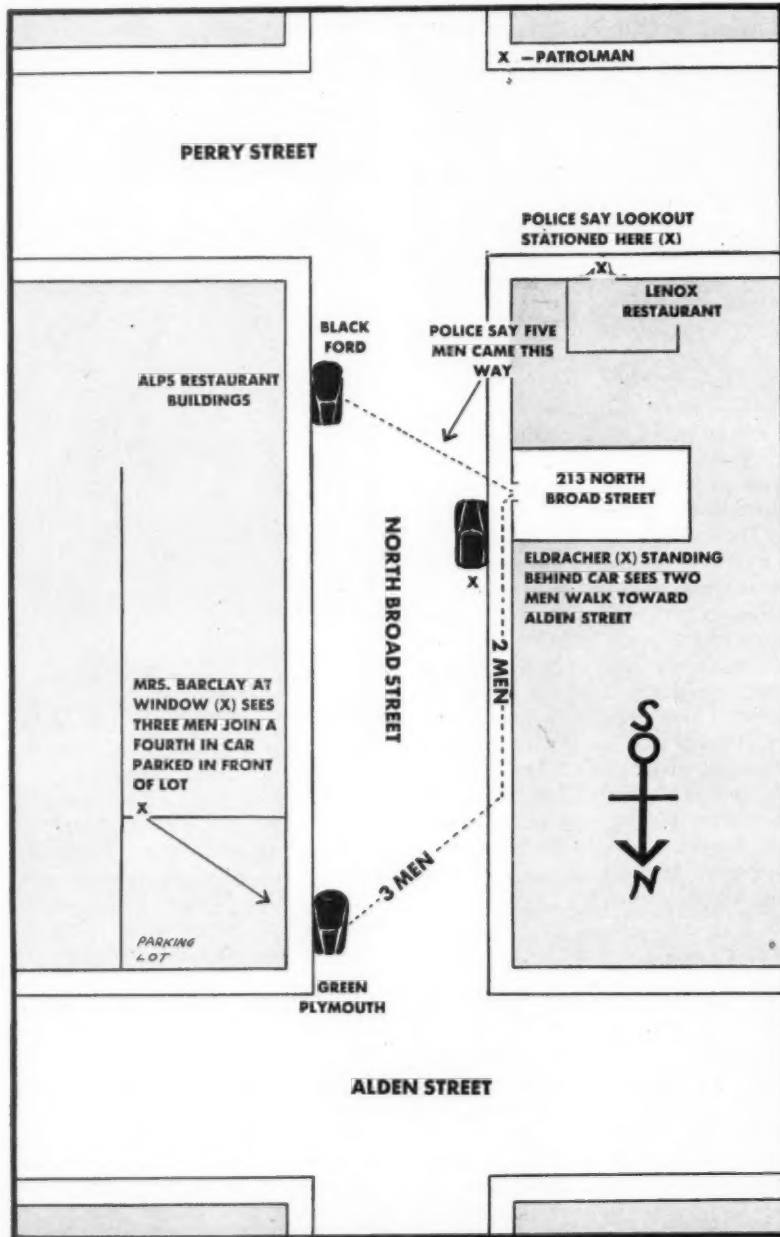 X — PATROLMAN
PERRY STREET
POLICE SAY LOOKOUT
STATIONED HERE (X)
X
LENOX
RESTAURANT
BLACK
FORD
POLICE SAY FIVE
MEN CAME THIS
WAY
ALPS RESTAURANT
BUILDINGS
213 NORTH
BROAD STREET
NORTH BROAD STREET
X
ELDRACHER (X) STANDING
BEHIND CAR SEES TWO
MEN WALK TOWARD
ALDEN STREET
2 MEN
MRS. BARCLAY AT
WINDOW (X) SEES
THREE MEN JOIN A
FOURTH IN CAR
PARKED IN FRONT
OF LOT
X
S
N
3 MEN
PARKING
LOT
GREEN
PLYMOUTH
ALDEN STREET